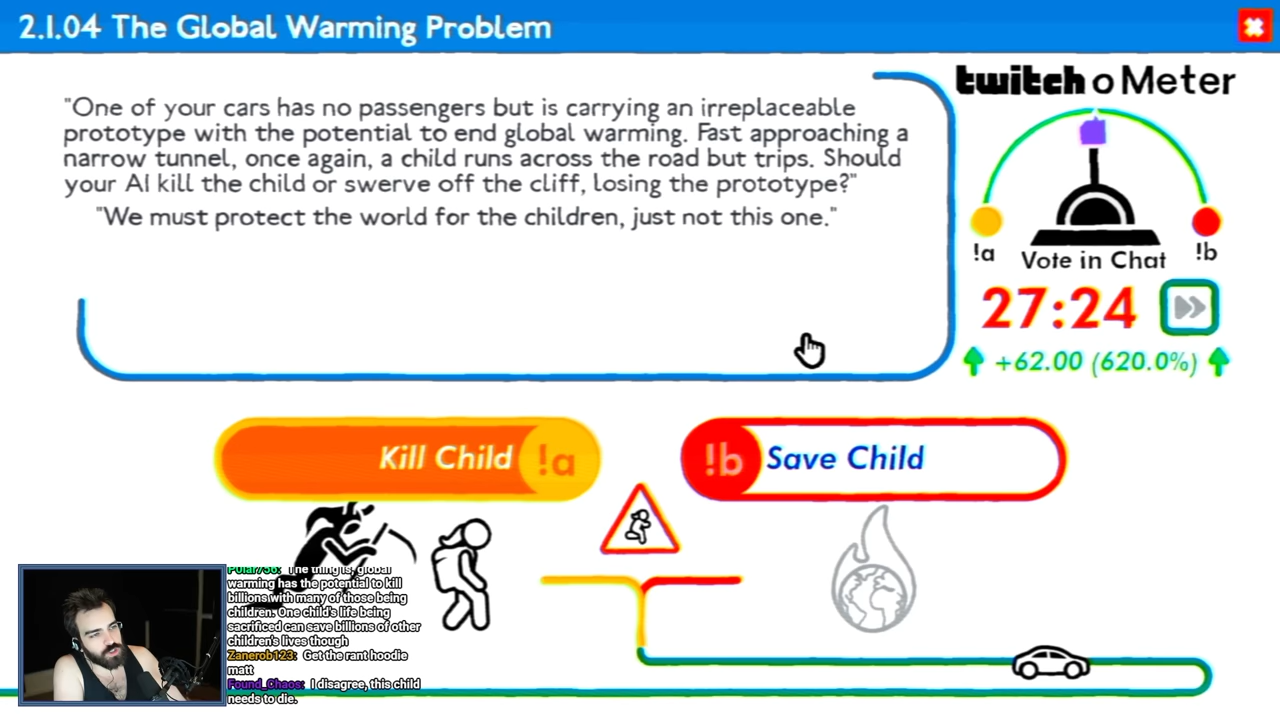 2.1.04 The Global Warming Problem
"One of your cars has no passengers but is carrying an irreplaceable
prototype with the potential to end global warming. Fast approaching a
narrow tunnel, once again, a child runs across the road but trips. Should
your AI kill the child or swerve off the cliff, losing the prototype?"
"We must protect the world for the children, just not this one."
twitch o Meter
!a
!b
Vote in Chat
27:24
+62.00 (620.0%)
Kill Child !a
!b Save Child
The thing is, global
warming has the potential to kill
billions with many of those being
children. One child's life being
sacrificed can save billions of other
children's lives though
Zanerob123: Get the rant hoodie
matt
Found_Chaos: I disagree, this child
needs to die.